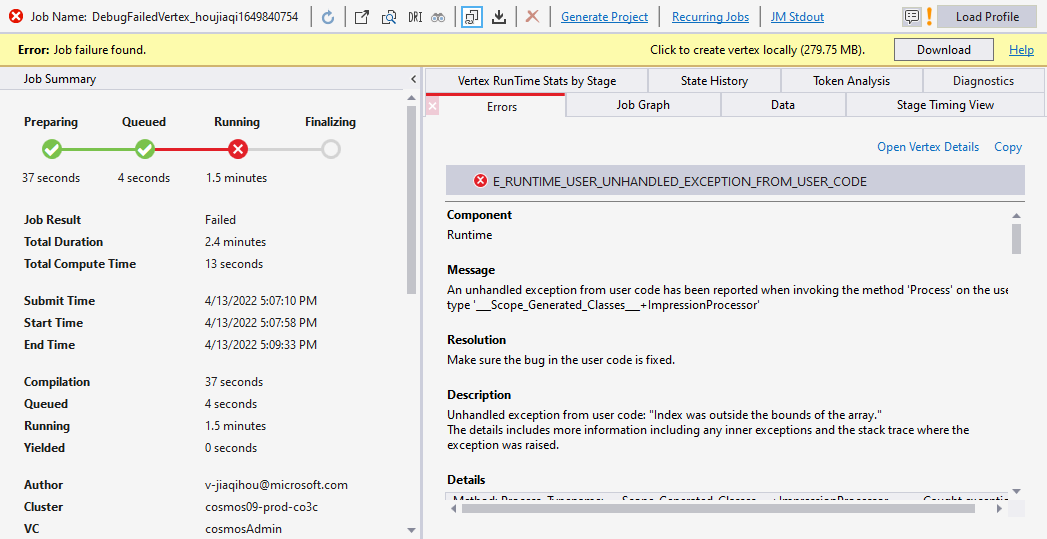 Job Name: DebugFailedVertex_houjiaqi1649840754
DRI
Generate Project
Recurring Jobs
JM Stdout
Load Profile
Error: Job failure found.
Click to create vertex locally (279.75 MB).
Download
Help
Job Summary
Preparing Queued Running Finalizing
37 seconds 4 seconds 1.5 minutes
Job Result Failed
Total Duration 2.4 minutes
Total Compute Time 13 seconds
Submit Time 4/13/2022 5:07:10 PM
Start Time 4/13/2022 5:07:58 PM
End Time 4/13/2022 5:09:33 PM
Compilation 37 seconds
Queued 4 seconds
Running 1.5 minutes
Yielded 0 seconds
Author v-jiaqihou@microsoft.com
Cluster cosmos09-prod-co3c
VC cosmosAdmin
Vertex RunTime Stats by Stage State History Token Analysis Diagnostics
Errors Job Graph Data Stage Timing View
Open Vertex Details Copy
E_RUNTIME_USER_UNHANDLED_EXCEPTION_FROM_USER_CODE
Component
Runtime
Message
An unhandled exception from user code has been reported when invoking the method 'Process' on the use
type '___Scope_Generated_Classes___+ImpressionProcessor'
Resolution
Make sure the bug in the user code is fixed.
Description
Unhandled exception from user code: "Index was outside the bounds of the array."
The details includes more information including any inner exceptions and the stack trace where the
exception was raised.
Details